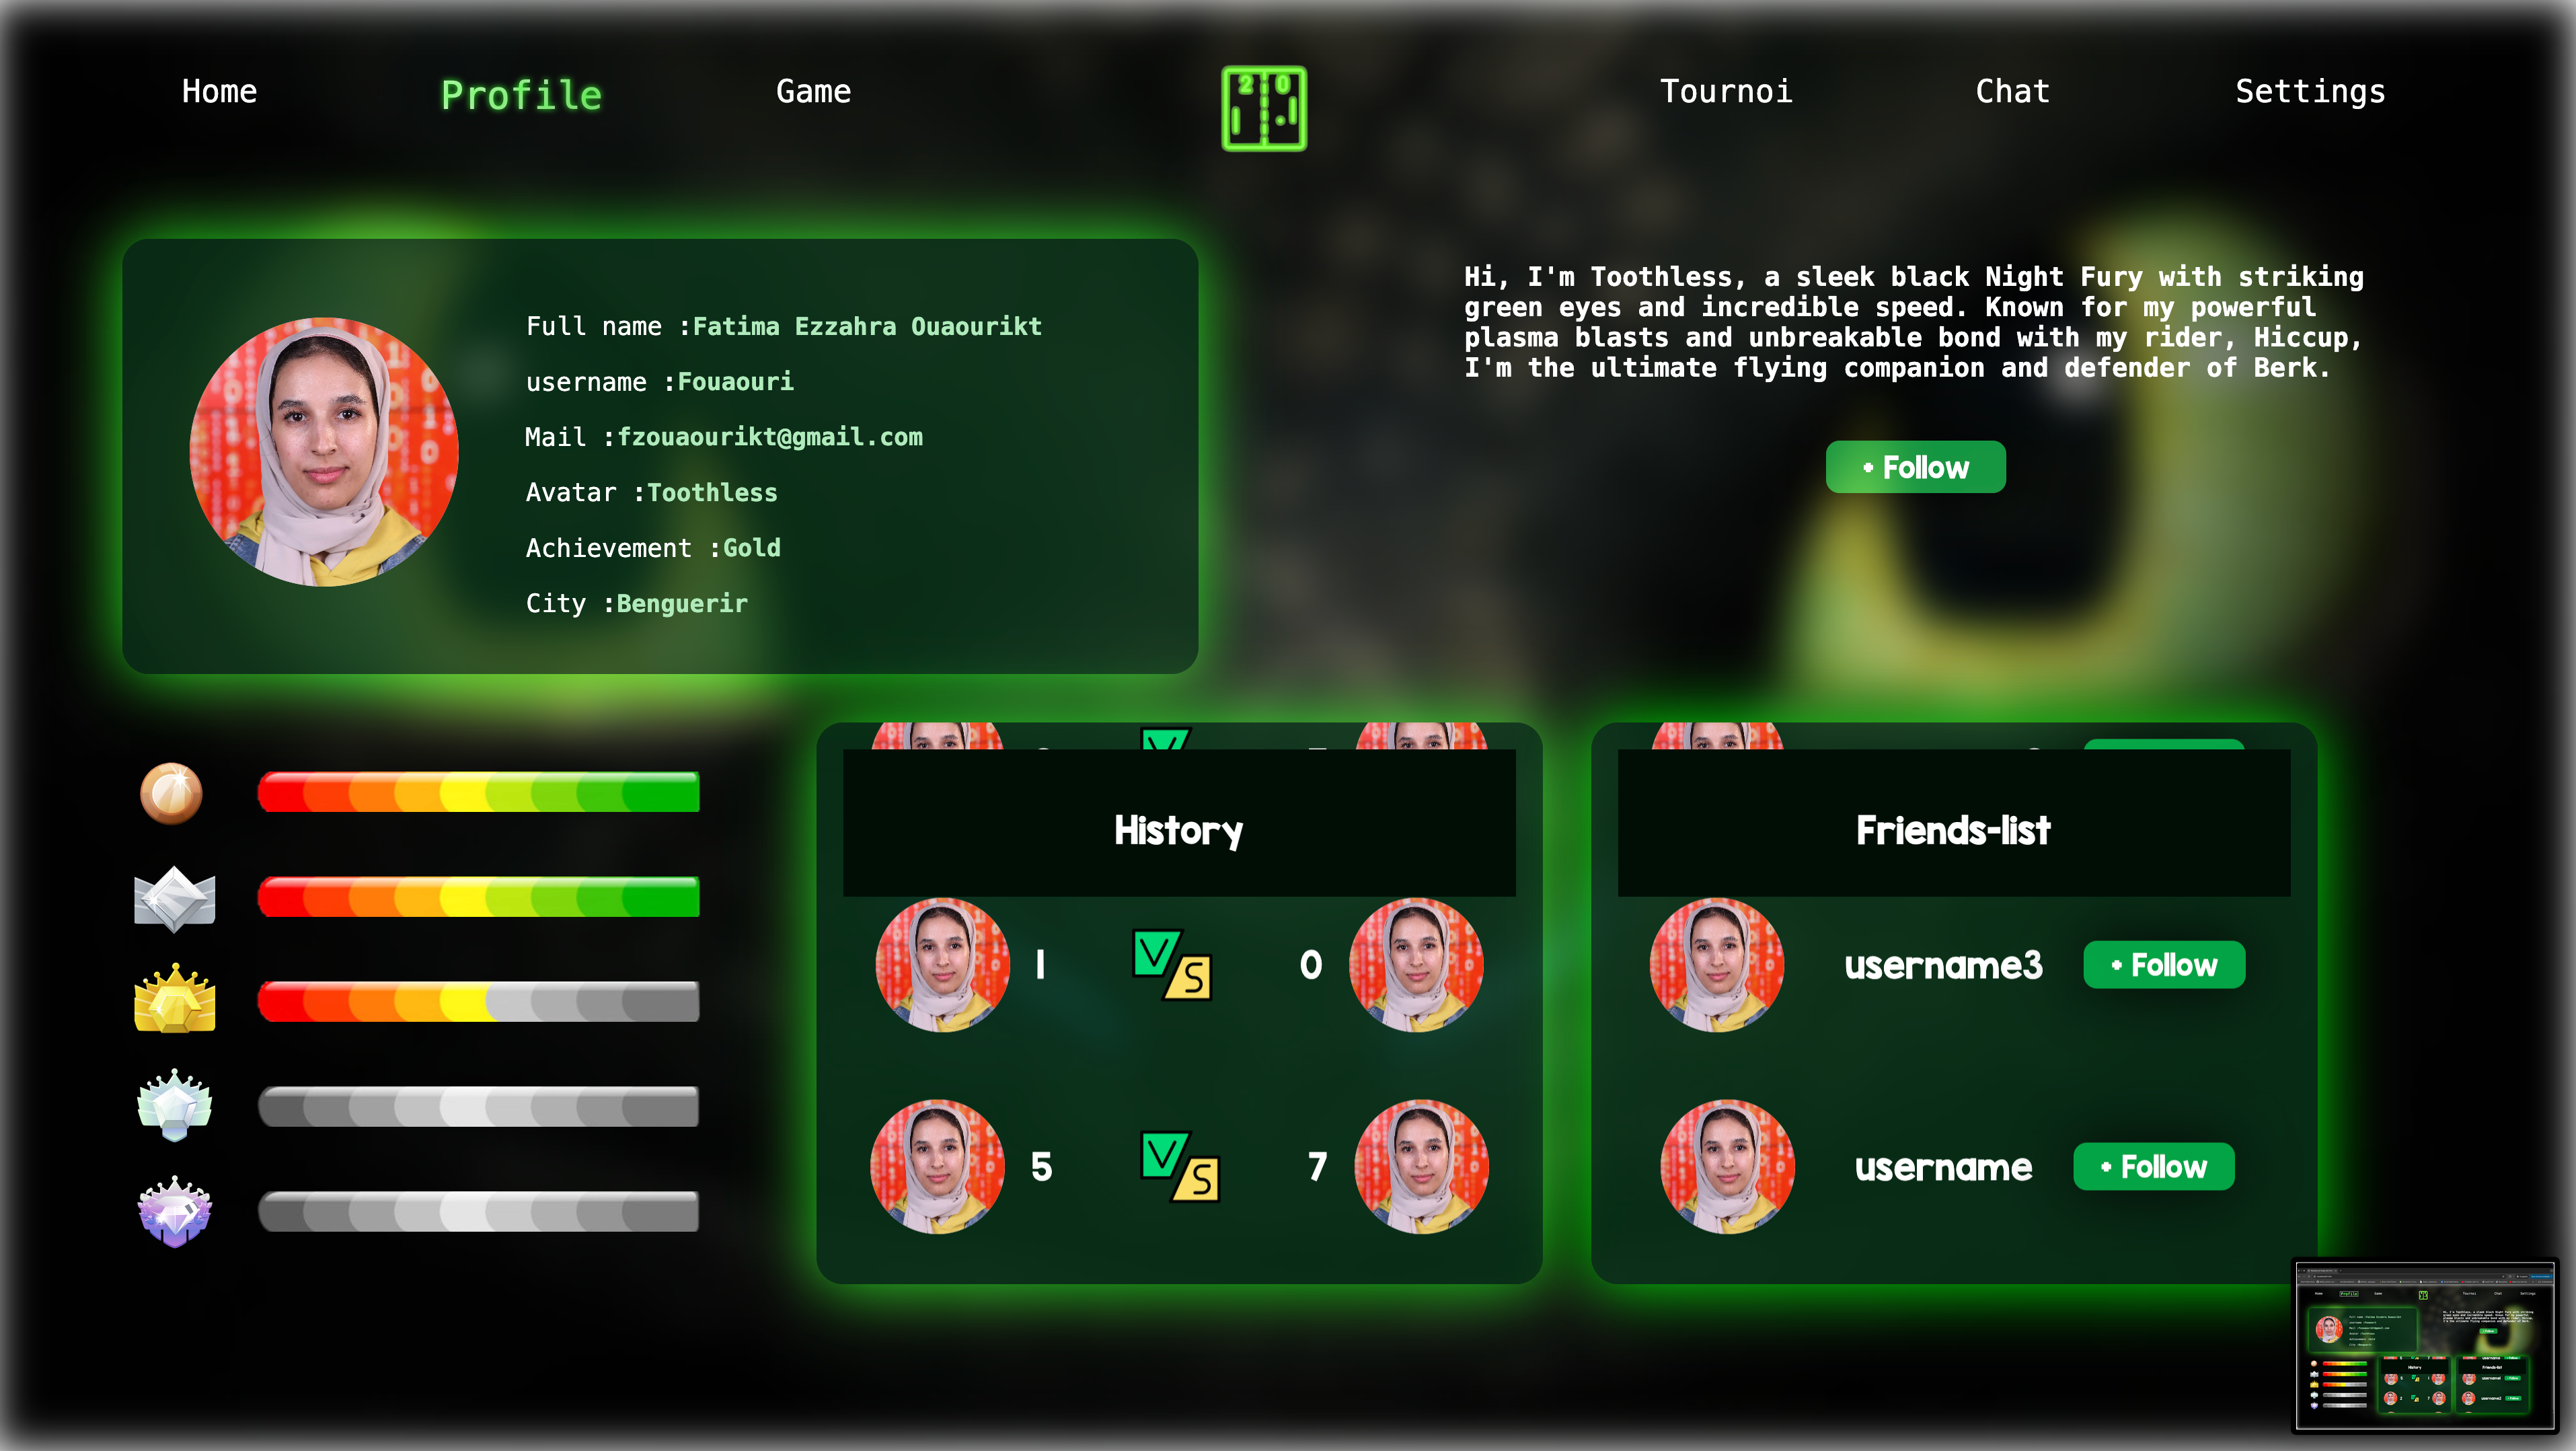 Home
Profile
Game
2 0
Tournoi
Chat
Settings
Full name :Fatima Ezzahra Ouaourikt
username :Fouaouri
Mail :fzouaourikt@gmail.com
Avatar :Toothless
Achievement :Gold
City :Benguerir
Hi, I'm Toothless, a sleek black Night Fury with striking
green eyes and incredible speed. Known for my powerful
plasma blasts and unbreakable bond with my rider, Hiccup,
I'm the ultimate flying companion and defender of Berk.
+ Follow
History
1 VS 0
5 VS 7
Friends-list
username3 + Follow
username + Follow